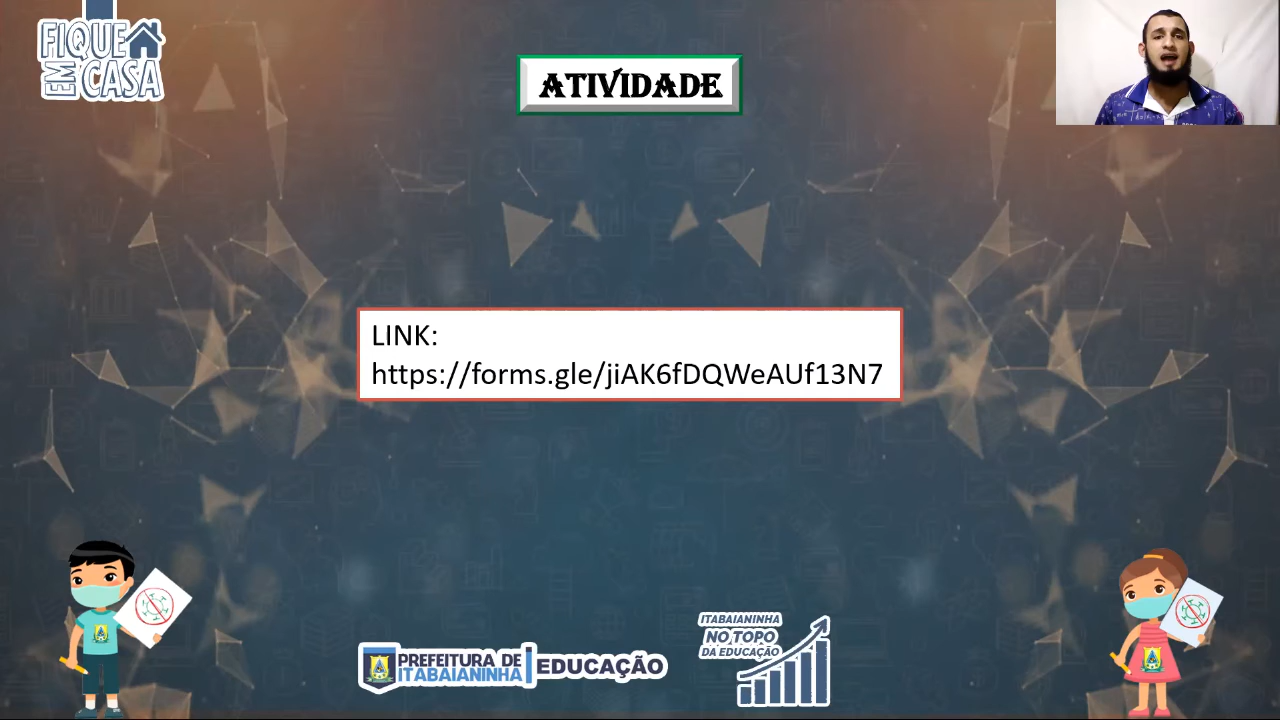 FIQUE
EM CASA
ATIVIDADE
LINK:
https://forms.gle/jiAK6fDQWeAUf13N7
PREFEITURA DE
ITABAIANINHA
EDUCAÇÃO
ITABAIANINHA
NO TOPO
DA EDUCAÇÃO